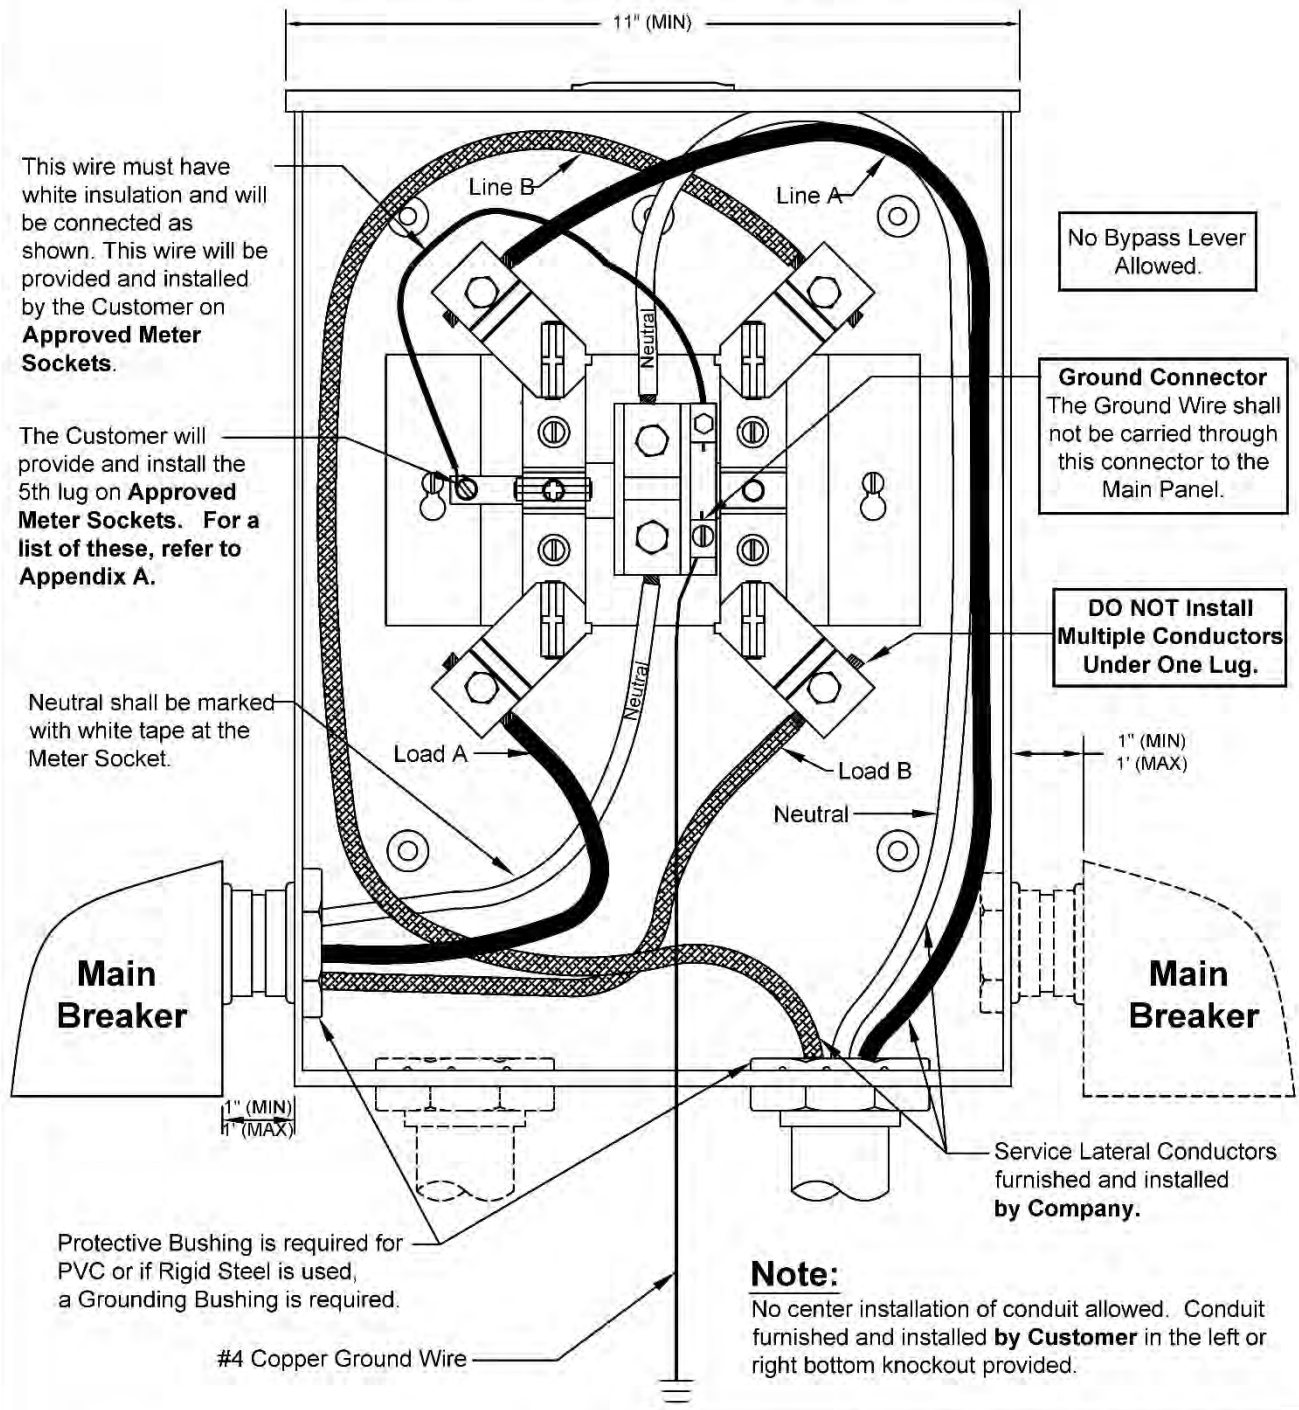 11" (MIN)
This wire must have
white insulation and will
be connected as
shown. This wire will be
provided and installed
by the Customer on
Approved Meter
Sockets.
Line B
Line A
No Bypass Lever
Allowed.
Neutral
Ground Connector
The Ground Wire shall
not be carried through
this connector to the
Main Panel.
The Customer will
provide and install the
5th lug on Approved
Meter Sockets. For a
list of these, refer to
Appendix A.
DO NOT Install
Multiple Conductors
Under One Lug.
Neutral
Neutral shall be marked
with white tape at the
Meter Socket.
Load A
Load B
1" (MIN)
1' (MAX)
Neutral
Main
Breaker
Main
Breaker
1" (MIN)
1' (MAX)
Service Lateral Conductors
furnished and installed
by Company.
Protective Bushing is required for
PVC or if Rigid Steel is used,
a Grounding Bushing is required.
Note:
No center installation of conduit allowed. Conduit
furnished and installed by Customer in the left or
right bottom knockout provided.
#4 Copper Ground Wire